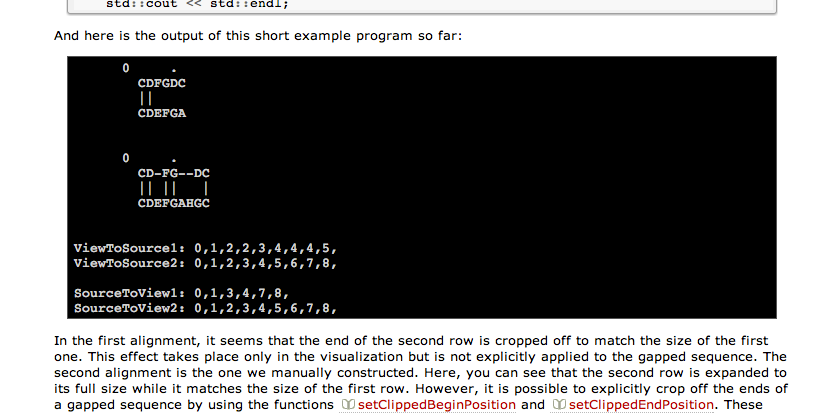 std::cout << std::endl;
And here is the output of this short example program so far:
0 .
CDFGDC
||
CDEFGA
0 .
CD-FG--DC
|| || |
CDEFGAHGC
ViewToSource1: 0,1,2,2,3,4,4,4,5,
ViewToSource2: 0,1,2,3,4,5,6,7,8,
SourceToView1: 0,1,3,4,7,8,
SourceToView2: 0,1,2,3,4,5,6,7,8,
In the first alignment, it seems that the end of the second row is cropped off to match the size of the first
one. This effect takes place only in the visualization but is not explicitly applied to the gapped sequence. The
second alignment is the one we manually constructed. Here, you can see that the second row is expanded to
its full size while it matches the size of the first row. However, it is possible to explicitly crop off the ends of
a gapped sequence by using the functions setClippedBeginPosition and setClippedEndPosition. These